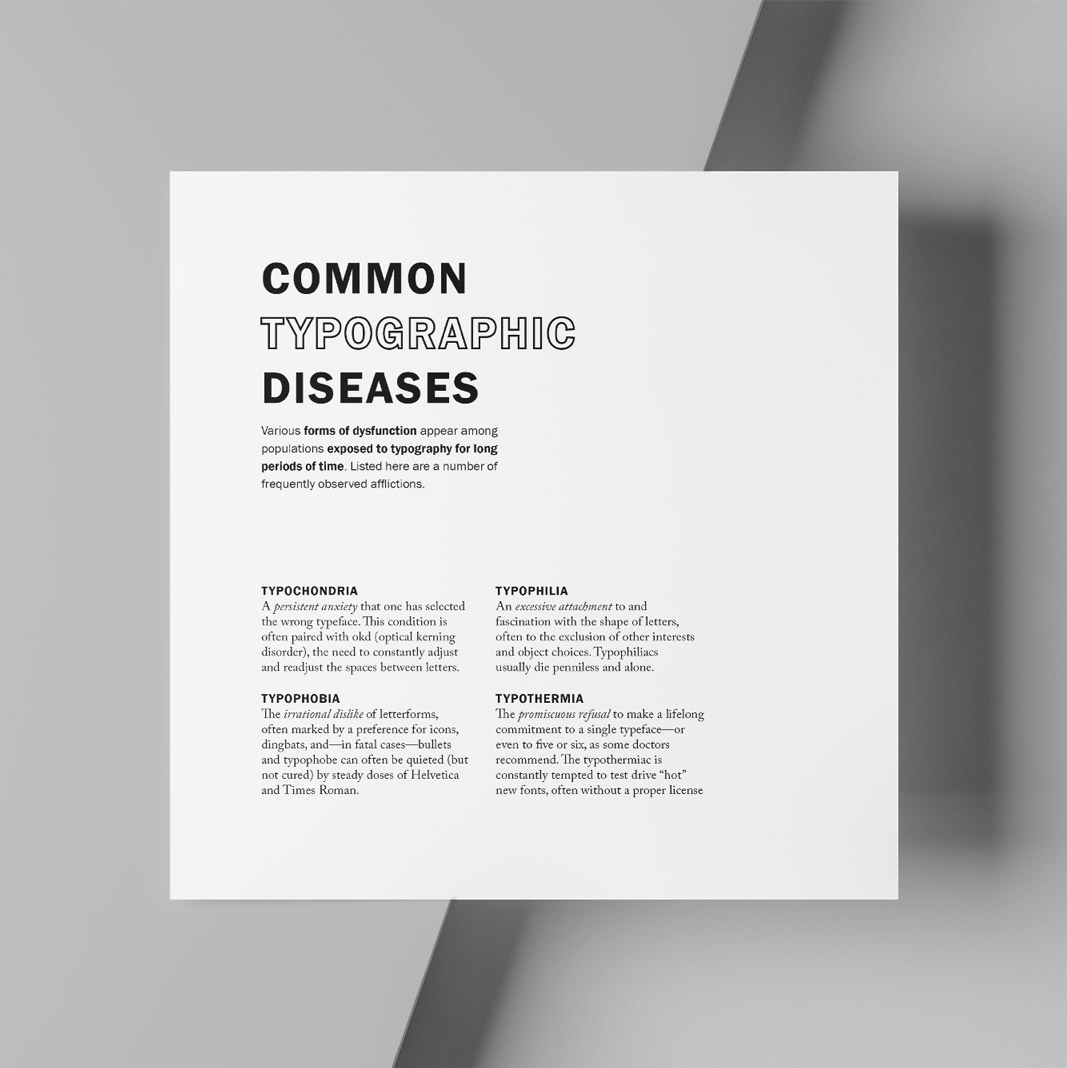 COMMON
TYPOGRAPHIC
DISEASES
Various forms of dysfunction appear among
populations exposed to typography for long
periods of time. Listed here are a number of
frequently observed afflictions.
TYPOCHONDRIA
A persistent anxiety that one has selected
the wrong typeface. This condition is
often paired with okd (optical kerning
disorder), the need to constantly adjust
and readjust the spaces between letters.
TYPOPHOBIA
The irrational dislike of letterforms,
often marked by a preference for icons,
dingbats, and—in fatal cases—bullets
and typophobe can often be quieted (but
not cured) by steady doses of Helvetica
and Times Roman.
TYPOPHILIA
An excessive attachment to and
fascination with the shape of letters,
often to the exclusion of other interests
and object choices. Typophiliacs
usually die penniless and alone.
TYPOTHERMIA
The promiscuous refusal to make a lifelong
commitment to a single typeface—or
even to five or six, as some doctors
recommend. The typothermiac is
constantly tempted to test drive “hot”
new fonts, often without a proper license